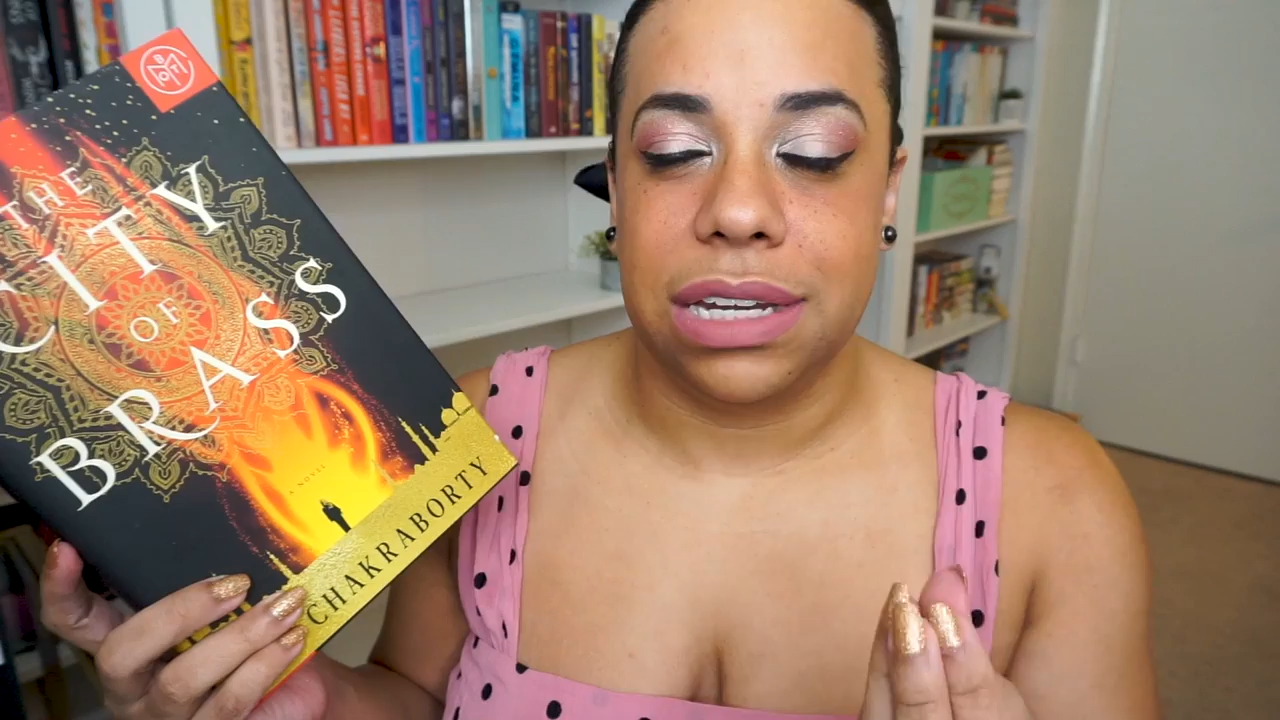 BOTM
THE
CITY
OF
BRASS
A NOVEL
CHAKRABORTY